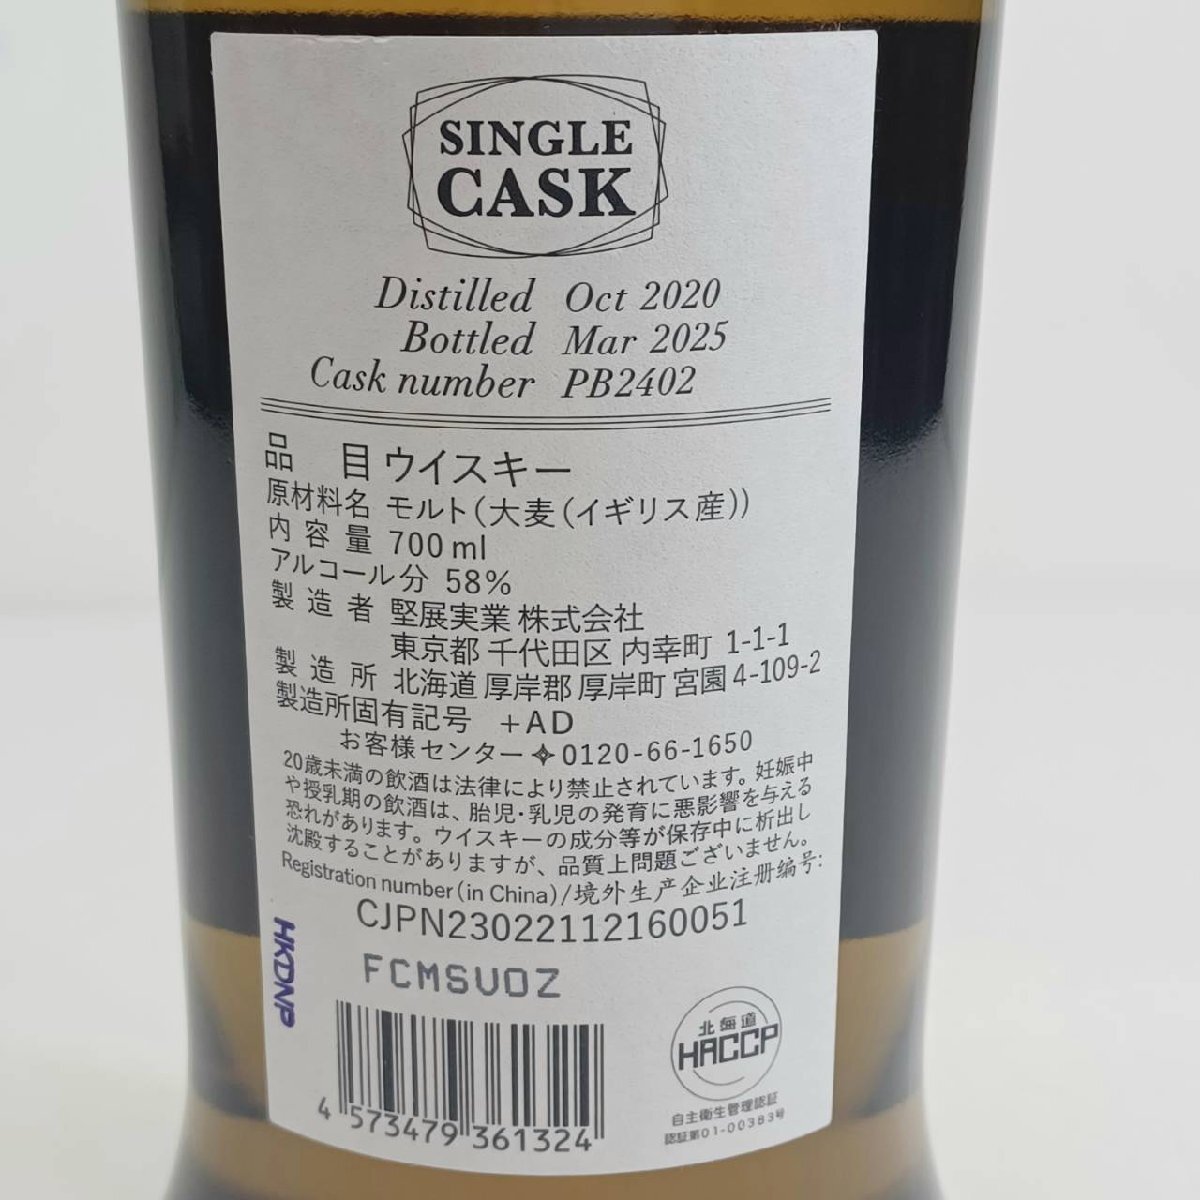 SINGLE
CASK
Distilled Oct 2020
Bottled Mar 2025
Cask number PB2402
品 目 ウイスキー
原材料名 モルト(大麦(イギリス産))
内容量 700ml
アルコール分 58%
製造者 堅展実業 株式会社
東京都 千代田区 内幸町 1-1-1
製造所 北海道 厚岸郡 厚岸町 宮園 4-109-2
製造所固有記号 +AD
お客様センター 0120-66-1650
20歳未満の飲酒は法律により禁止されています。妊娠中
や授乳期の飲酒は、胎児・乳児の発育に悪影響を与える
恐れがあります。ウイスキーの成分等が保存中に析出し
沈殿することがありますが、品質上問題ございません。
Registration number(in China)/境外生产企业注册编号:
CJPN23022112160051
FCMSVOZ
HKDNP
4 573479 361324
北海道
HACCP
自主衛生管理認証
認証第01-00383号